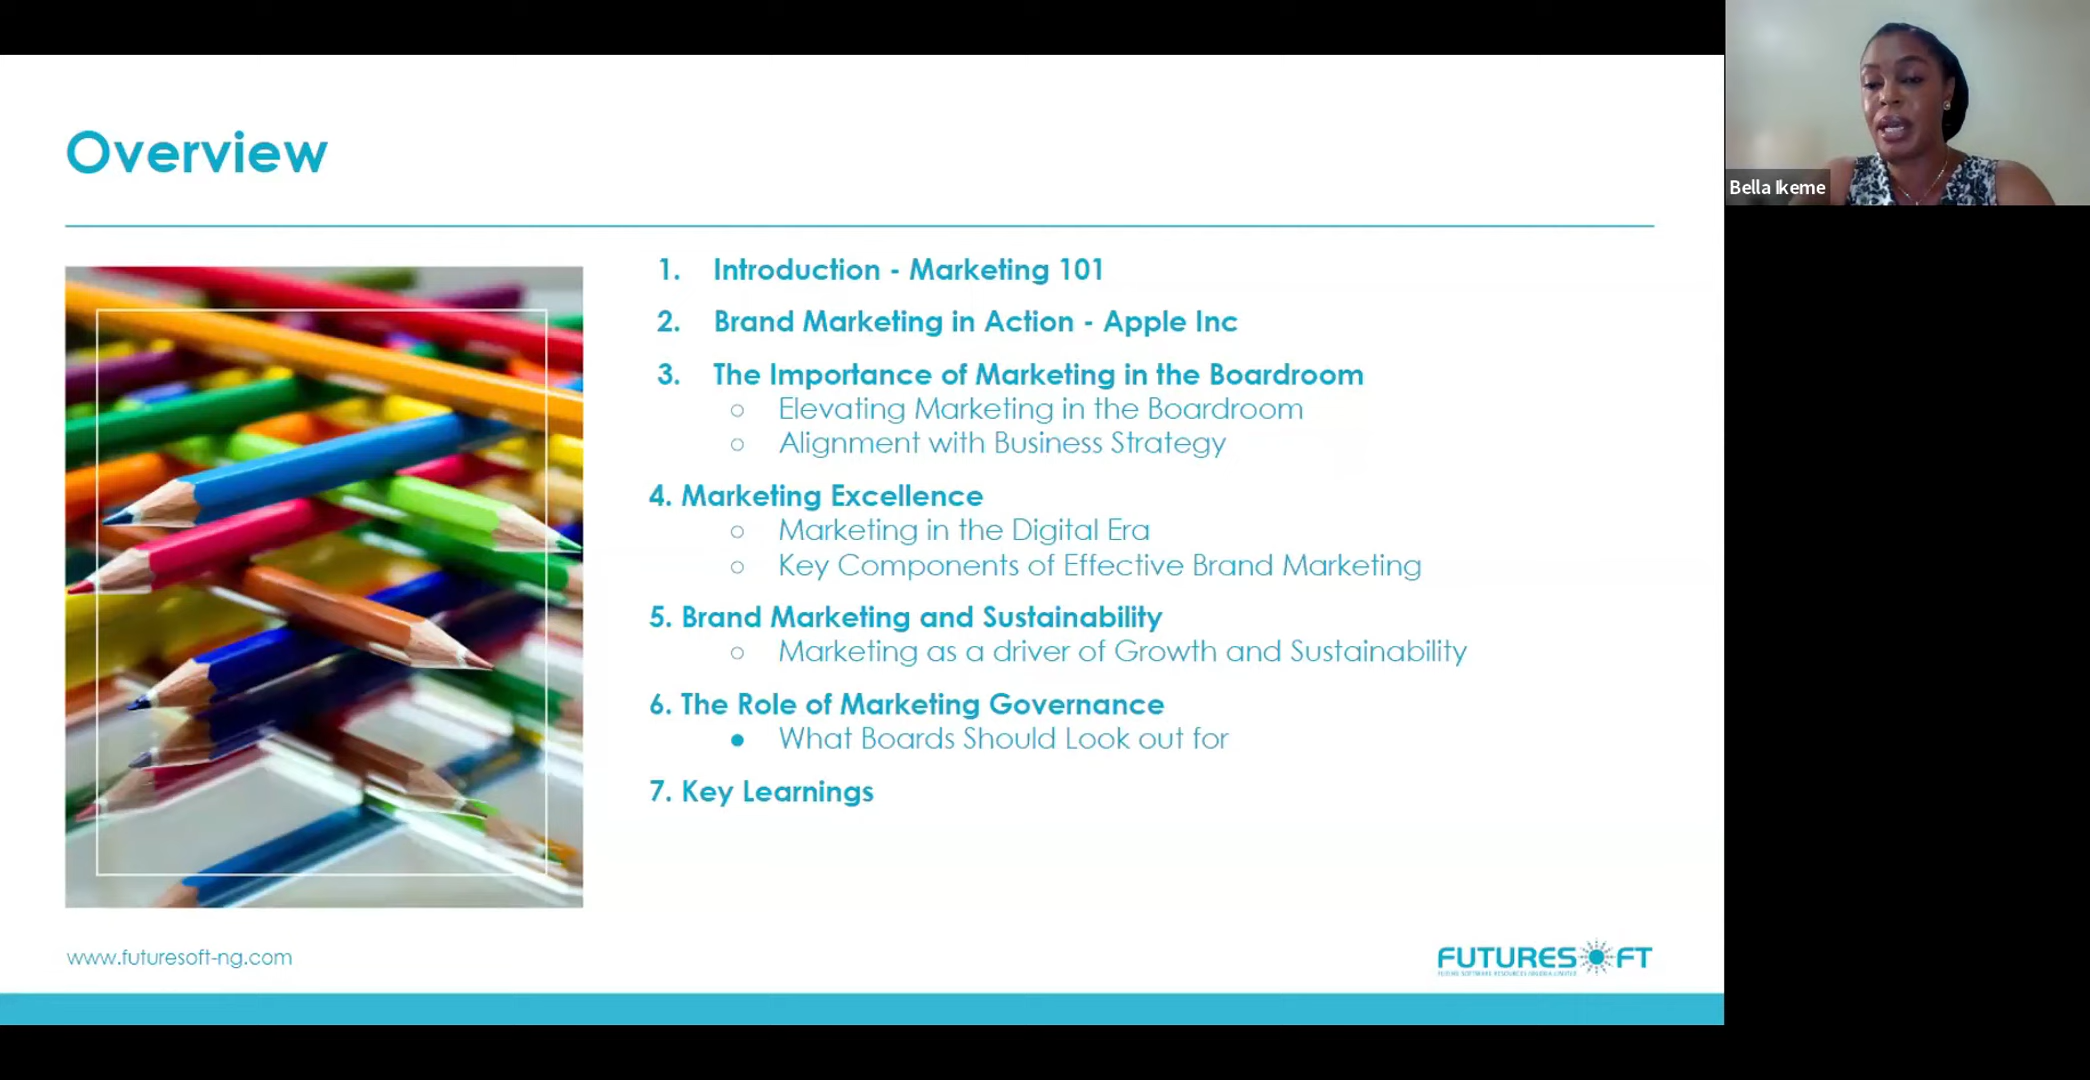 Overview
1. Introduction - Marketing 101
2. Brand Marketing in Action - Apple Inc
3. The Importance of Marketing in the Boardroom
○ Elevating Marketing in the Boardroom
○ Alignment with Business Strategy
4. Marketing Excellence
○ Marketing in the Digital Era
○ Key Components of Effective Brand Marketing
5. Brand Marketing and Sustainability
○ Marketing as a driver of Growth and Sustainability
6. The Role of Marketing Governance
● What Boards Should Look out for
7. Key Learnings
www.futuresoft-ng.com
FUTURESOFT
Bella Ikeme